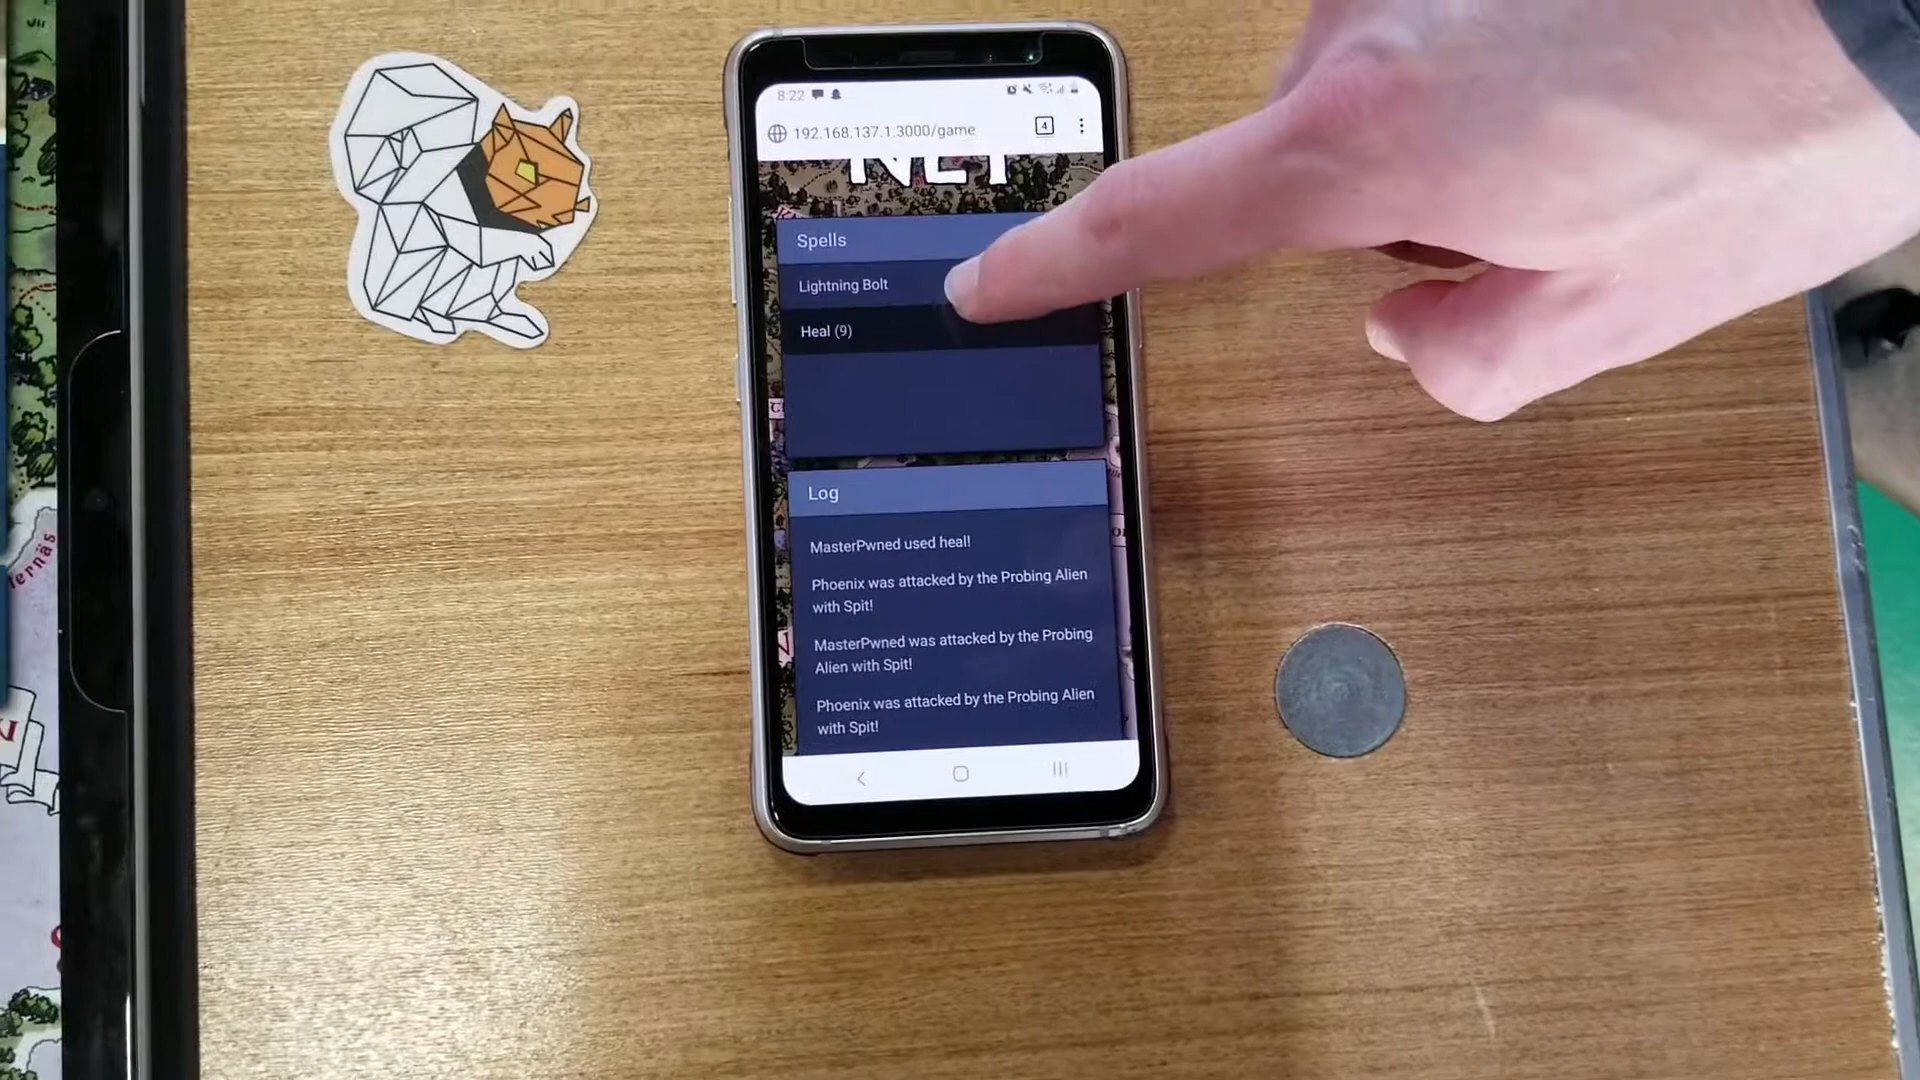 8:22
192.168.137.1:3000/game
4
NET
Spells
Lightning Bolt
Heal (9)
Log
MasterPwned used heal!
Phoenix was attacked by the Probing Alien
with Spit!
MasterPwned was attacked by the Probing
Alien with Spit!
Phoenix was attacked by the Probing Alien
with Spit!
ernäs